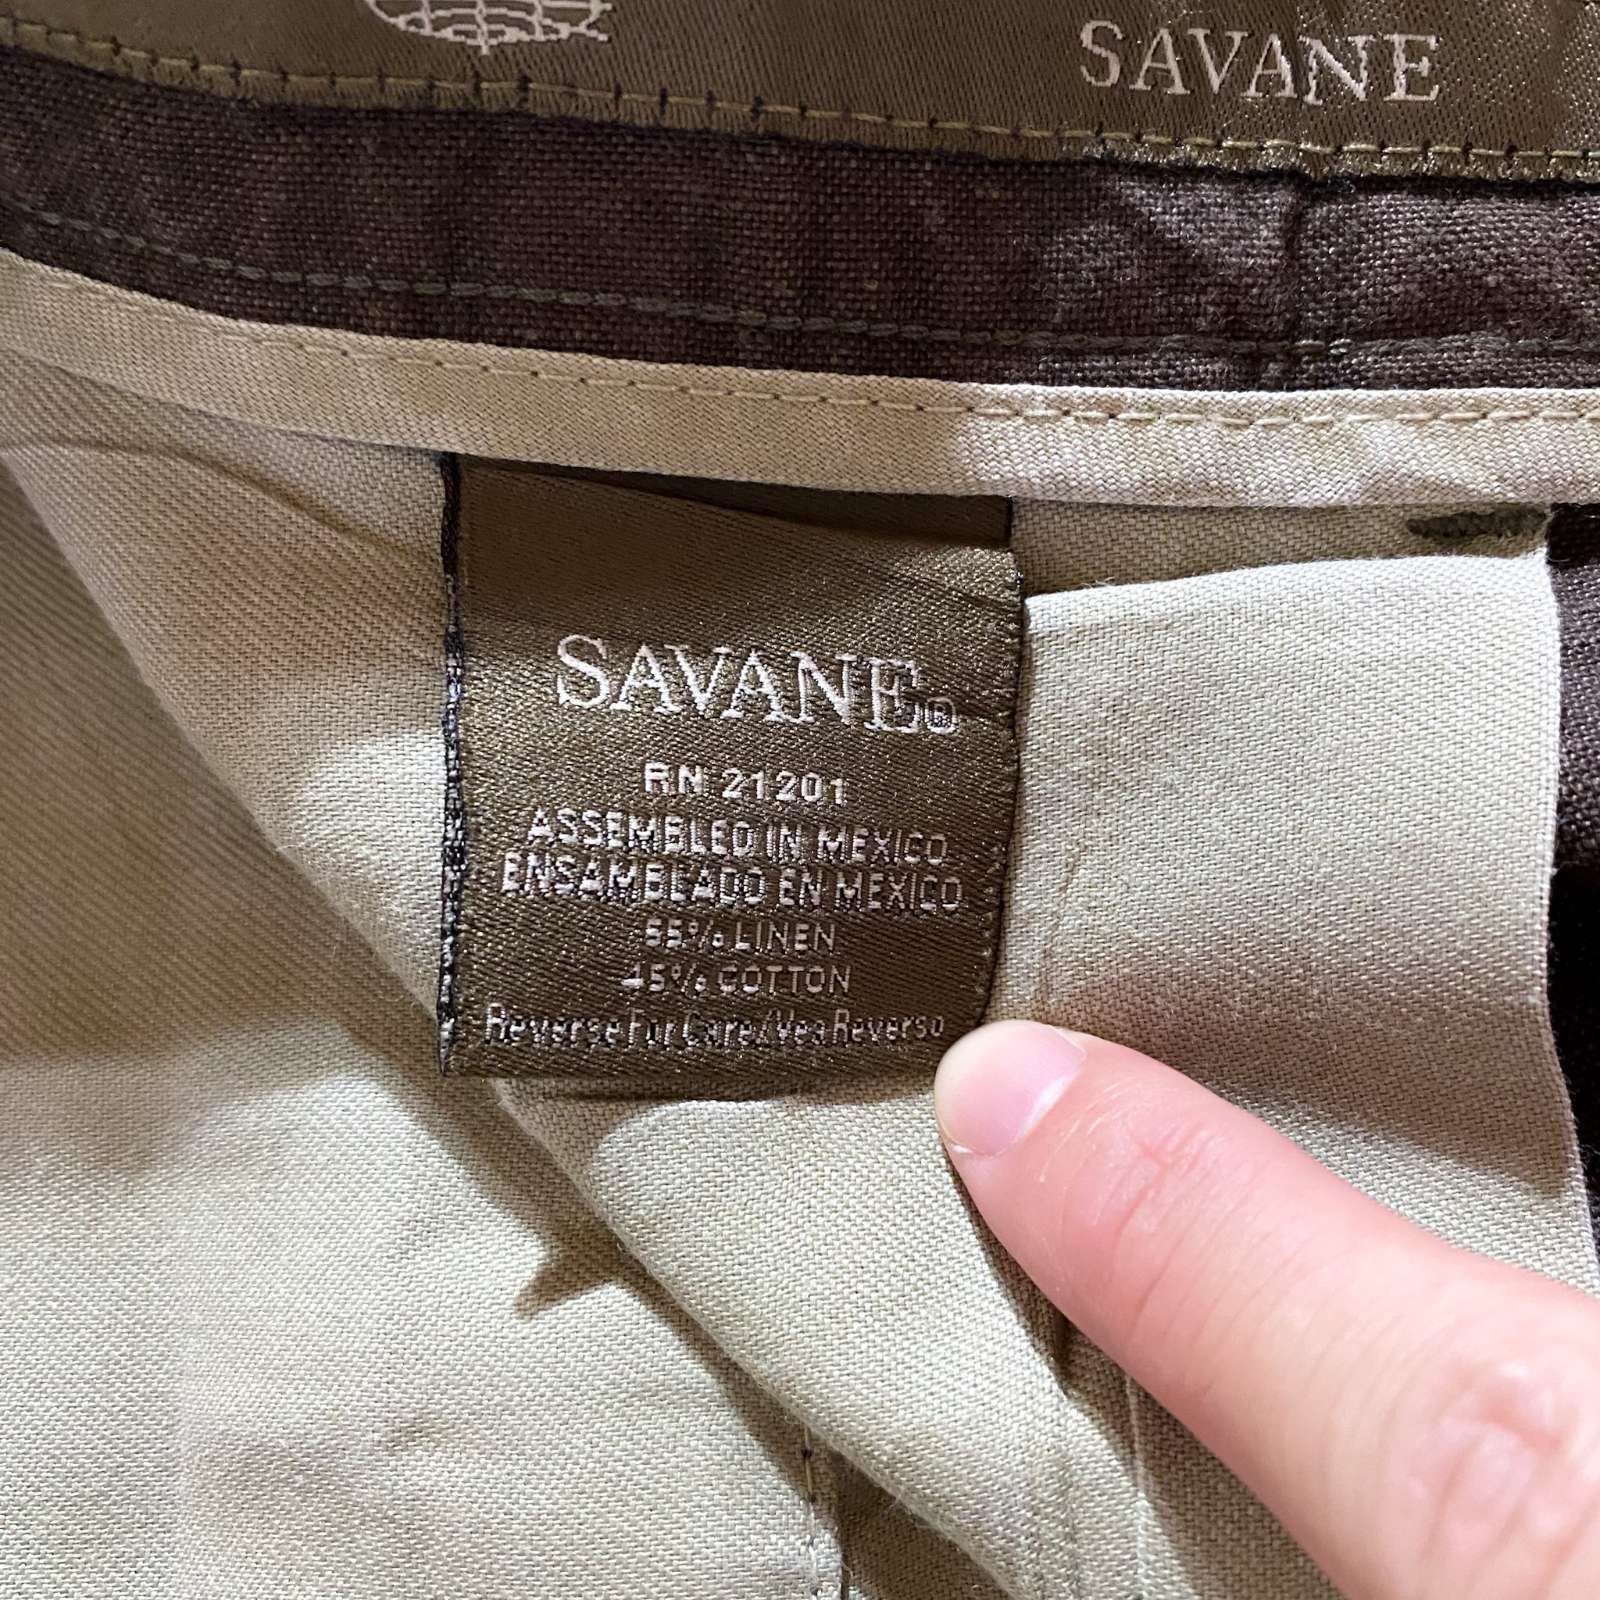 SAVANE
SAVANE®
RN 21201
ASSEMBLED IN MEXICO
ENSAMBLADO EN MEXICO
55% LINEN
45% COTTON
Reverse For Care/Vea Reverso